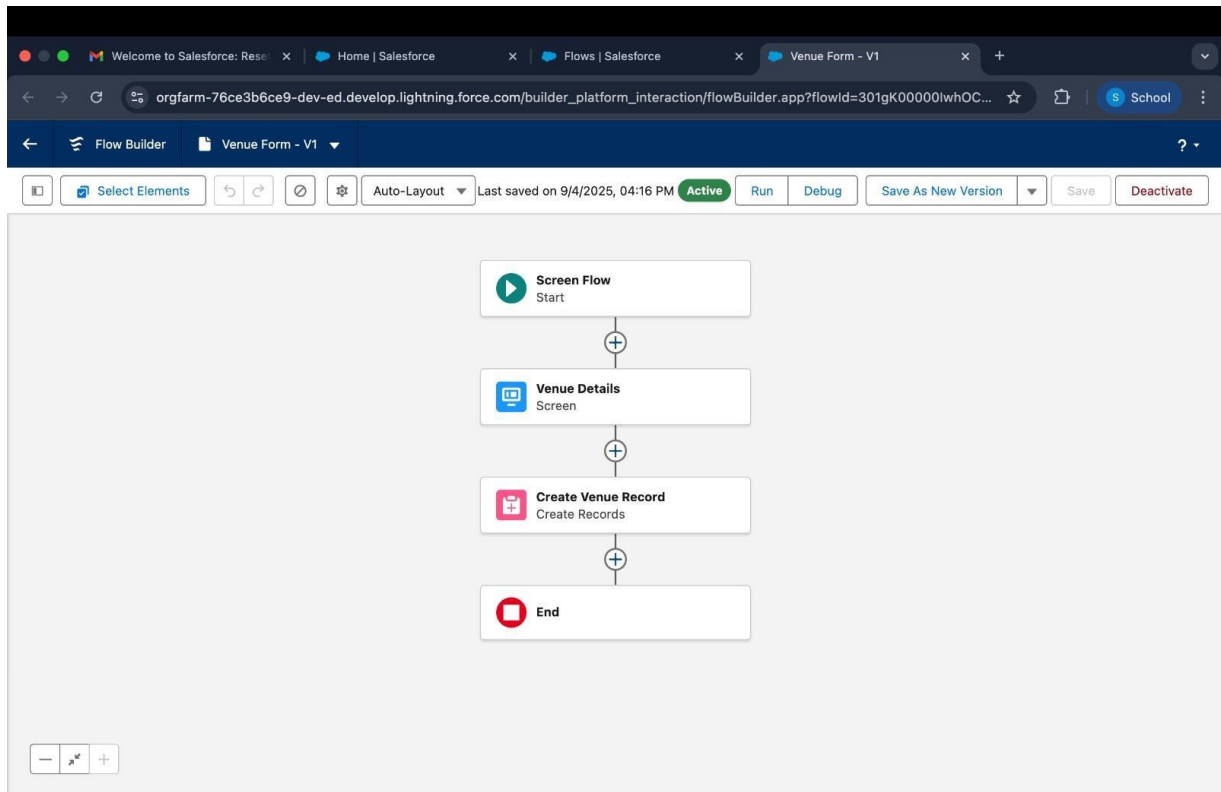 Welcome to Salesforce: Rese
Home | Salesforce
Flows | Salesforce
Venue Form - V1
orgfarm-76ce3b6ce9-dev-ed.develop.lightning.force.com/builder_platform_interaction/flowBuilder.app?flowId=301gK00000IwhOC...
S School
Flow Builder
Venue Form - V1
?
Select Elements
Auto-Layout
Last saved on 9/4/2025, 04:16 PM
Active
Run
Debug
Save As New Version
Save
Deactivate
Screen Flow
Start
Venue Details
Screen
Create Venue Record
Create Records
End